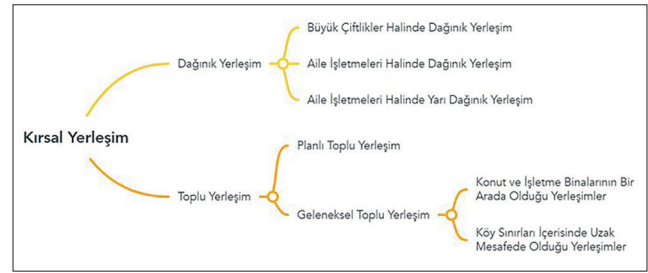 Kırsal Yerleşim
Dağınık Yerleşim
Büyük Çiftlikler Halinde Dağınık Yerleşim
Aile İşletmeleri Halinde Dağınık Yerleşim
Aile İşletmeleri Halinde Yarı Dağınık Yerleşim
Toplu Yerleşim
Planlı Toplu Yerleşim
Geleneksel Toplu Yerleşim
Konut ve İşletme Binalarının Bir
Arada Olduğu Yerleşimler
Köy Sınırları İçerisinde Uzak
Mesafede Olduğu Yerleşimler